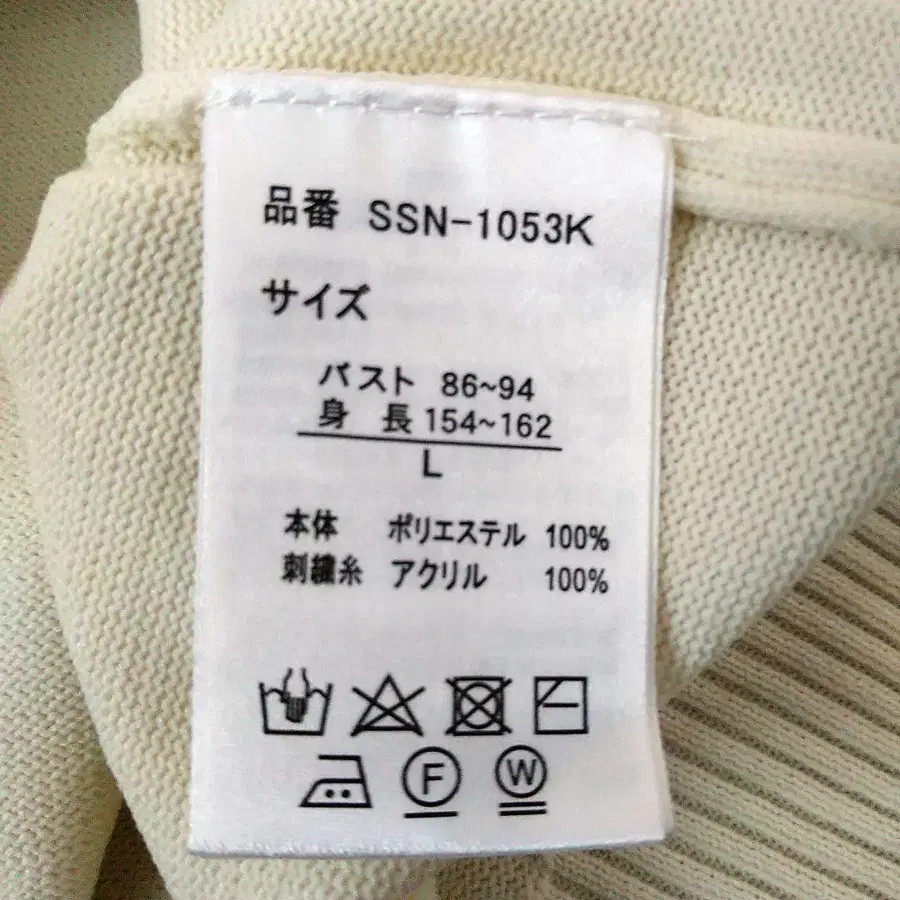 品番 SSN-1053K
サイズ
バスト 86~94
身 長 154~162
L
本体 ポリエステル 100%
刺繍糸 アクリル 100%
F
W